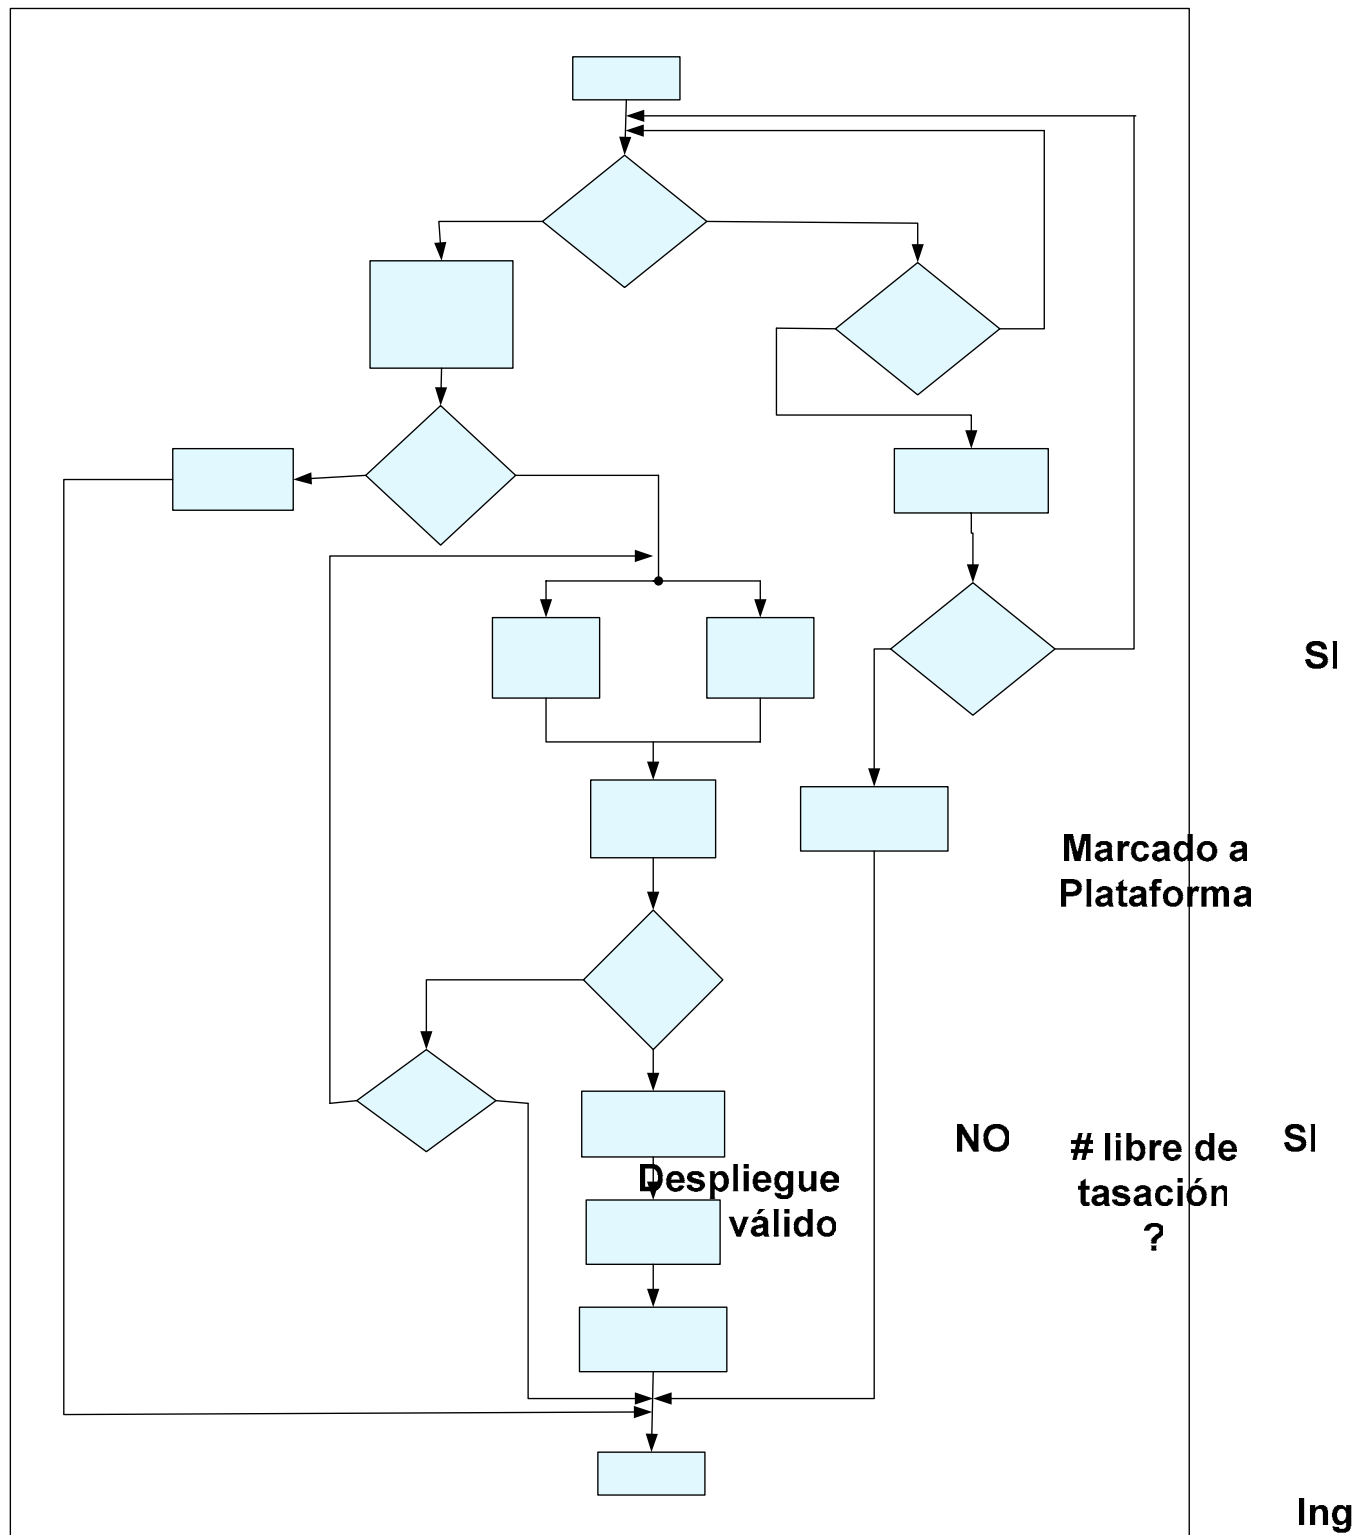 SI
Marcado a
Plataforma
NO
# libre de
tasación
?
SI
Despliegue
válido
Ing